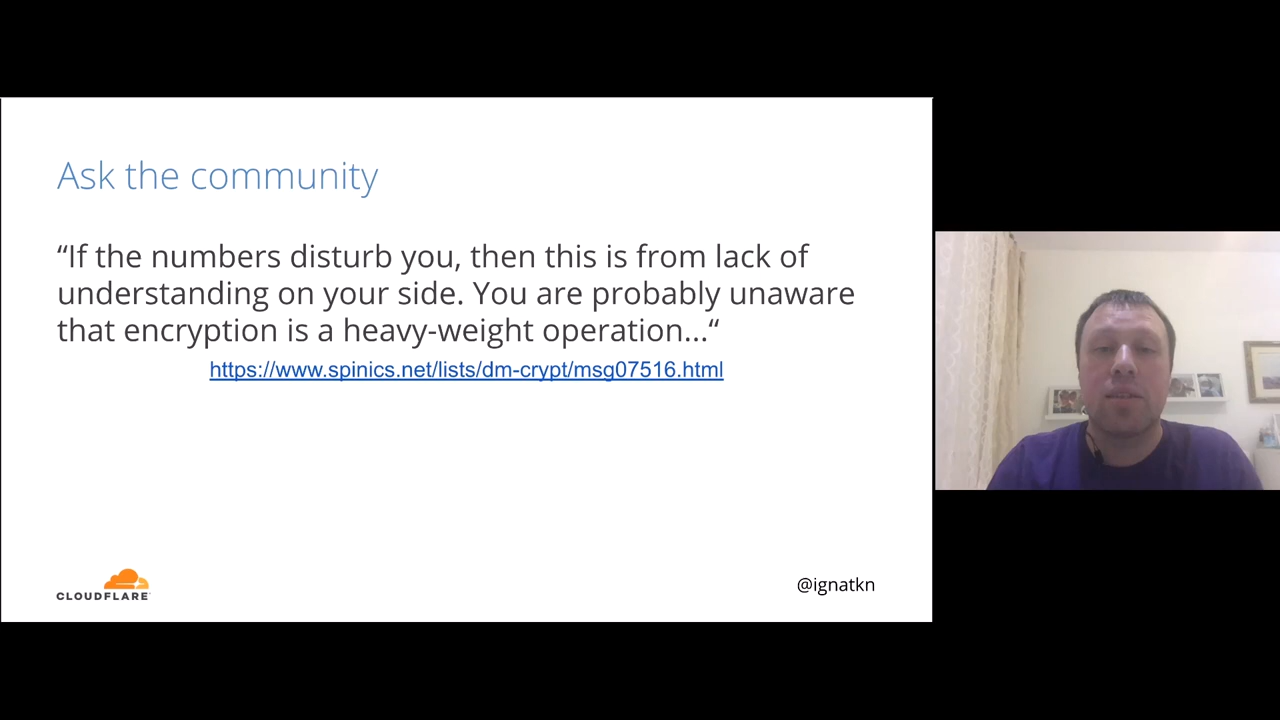 Ask the community
“If the numbers disturb you, then this is from lack of
understanding on your side. You are probably unaware
that encryption is a heavy-weight operation...“
https://www.spinics.net/lists/dm-crypt/msg07516.html
CLOUDFLARE
@ignatkn